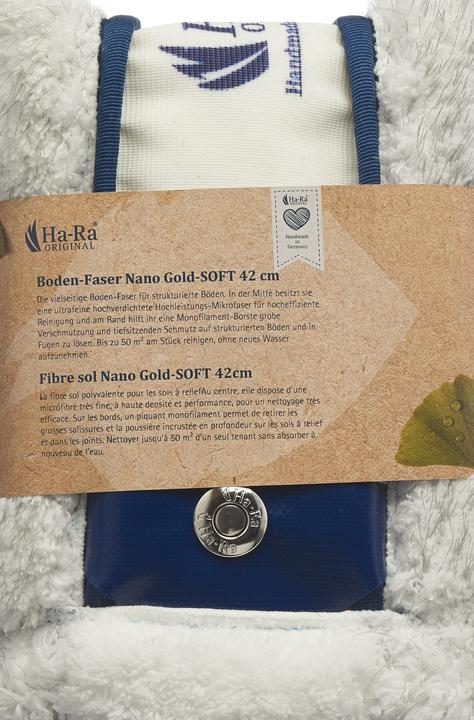 Handmade
Ha-Ra®
ORIGINAL
Ha-Ra
ORIGINAL
Handmade
in
Germany
Boden-Faser Nano Gold-SOFT 42 cm
Die vielseitige Boden-Faser für strukturierte Böden. In der Mitte besitzt sie
eine ultrafeine hochverdichtete Hochleistungs-Mikrofaser für hocheffiziente
Reinigung und am Rand hilft ihr eine Monofilament-Borste grobe
Verschmutzung und tiefsitzenden Schmutz auf strukturierten Böden und in
Fugen zu lösen. Bis zu 50 m² am Stück reinigen, ohne neues Wasser
aufzunehmen.
Fibre sol Nano Gold-SOFT 42cm
La fibre sol polyvalente pour les sols à reliefAu centre, elle dispose d'une
microfibre très fine, à haute densité et performance, pour un nettoyage très
efficace. Sur les bords, un piquant monofilament permet de retirer les
grosses salissures et la poussière incrustée en profondeur sur les sols à relief
et dans les joints. Nettoyer jusqu'à 50 m² d'un seul tenant sans absorber à
nouveau de l'eau.
Ha-Ra
Ha-Ra